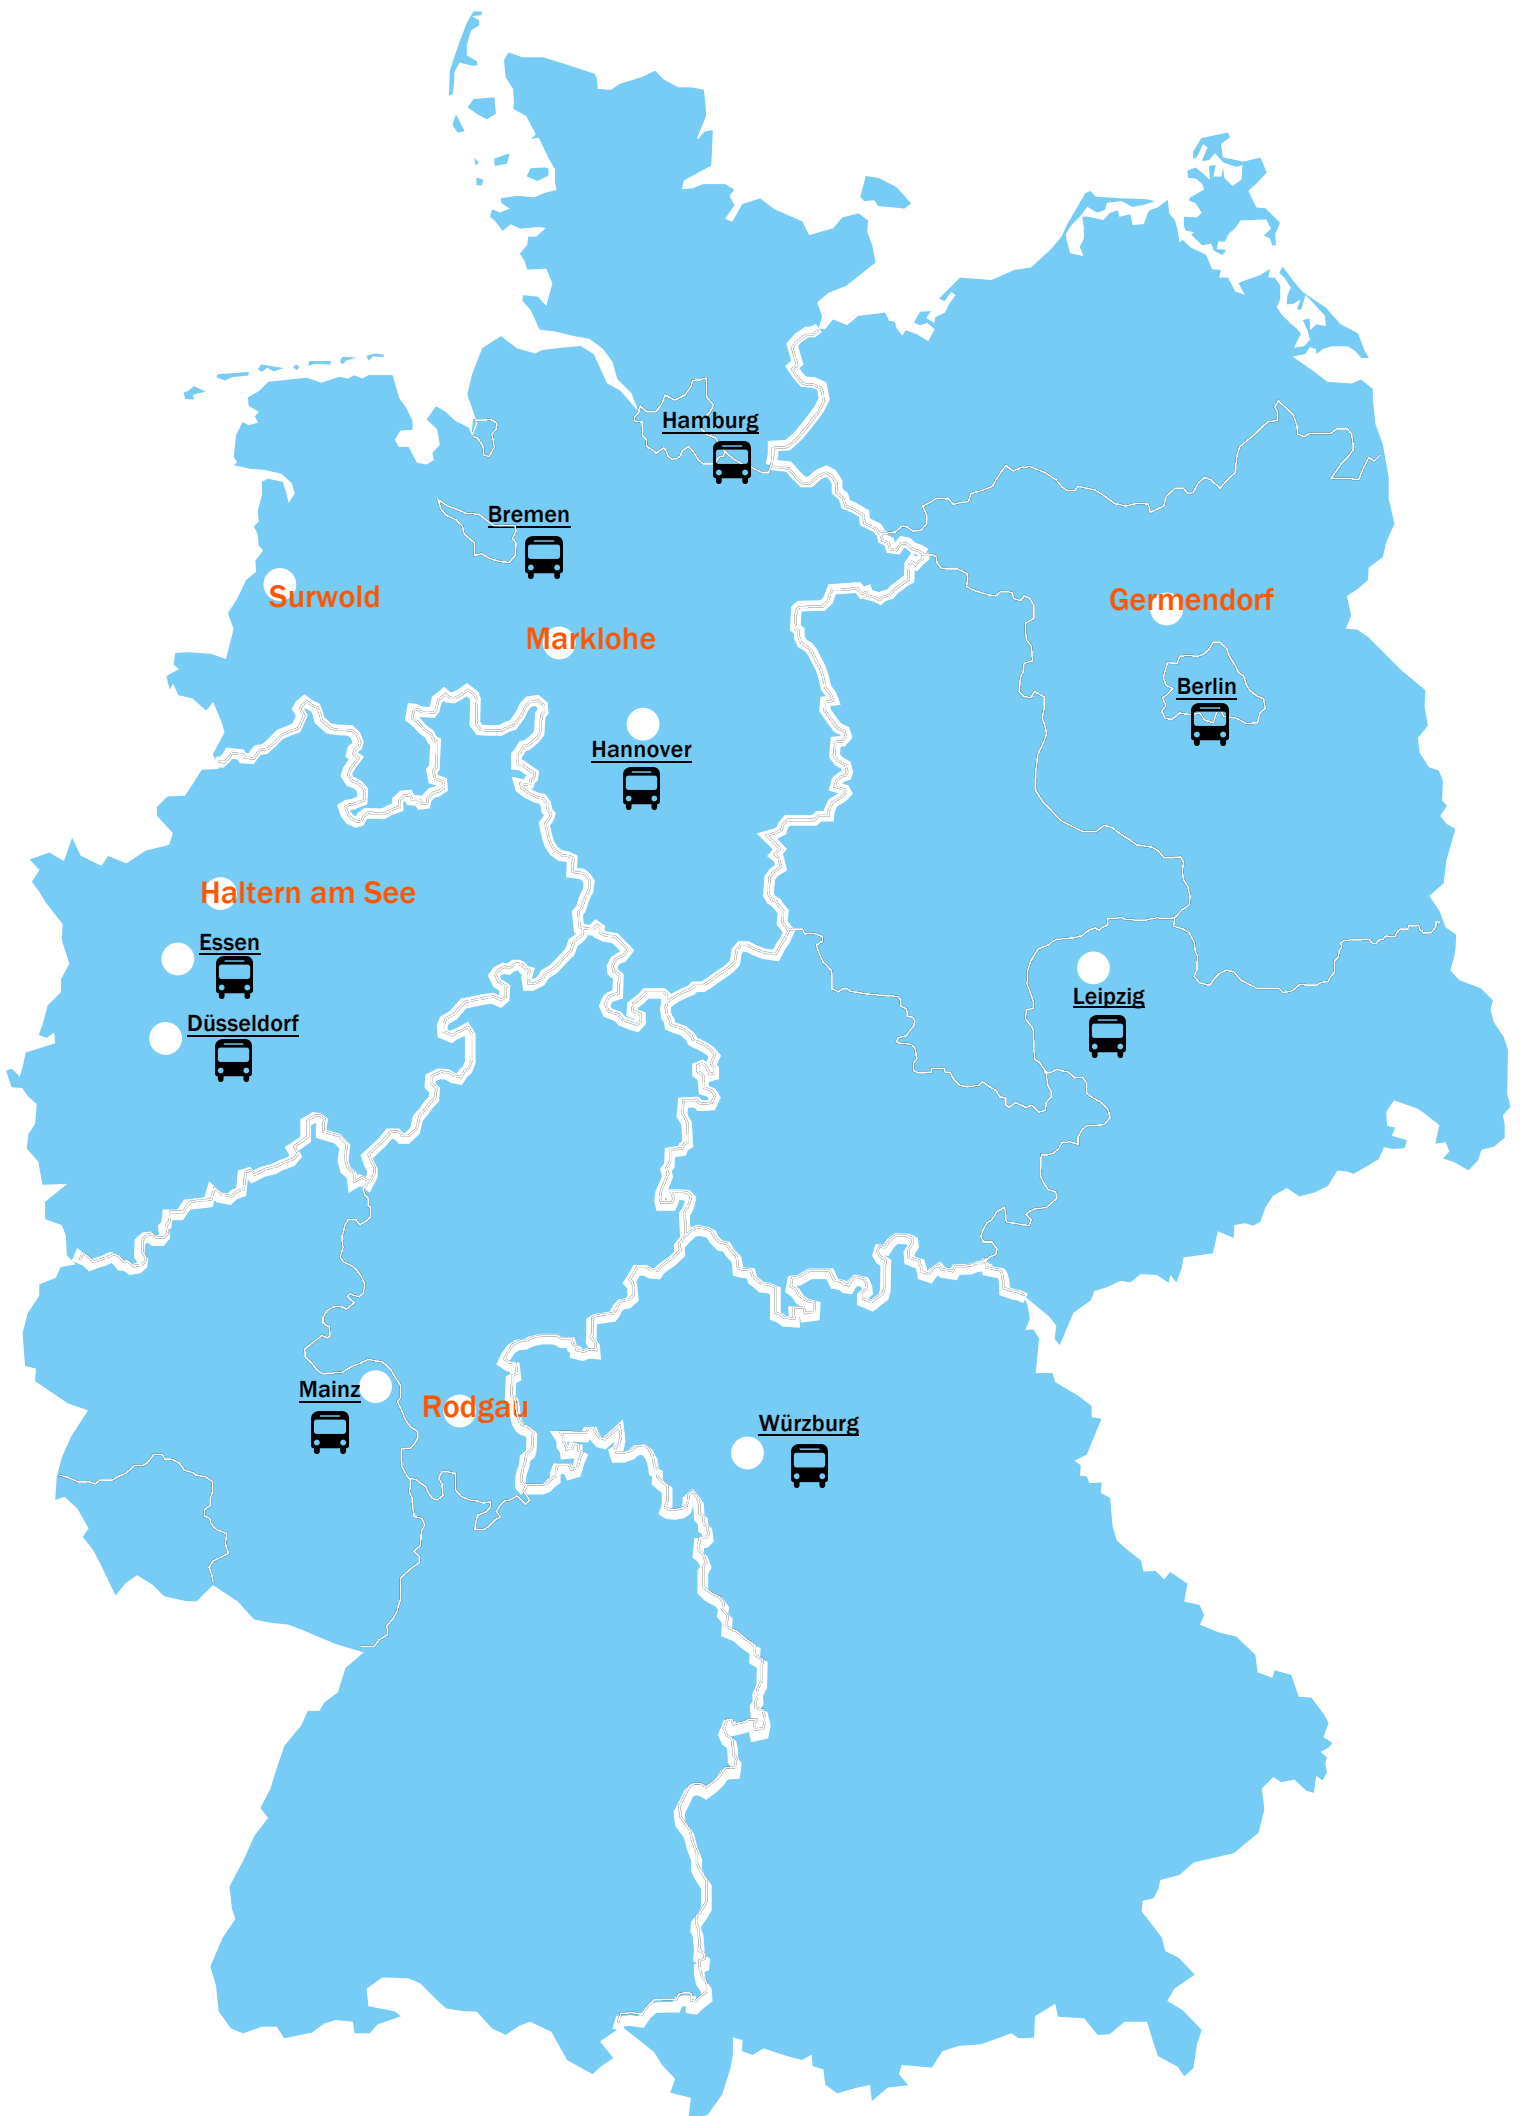 Hamburg
Bremen
Surwold
Germendorf
Marklohe
Berlin
Hannover
Haltern am See
Essen
Leipzig
Düsseldorf
Mainz
Rodgau
Würzburg